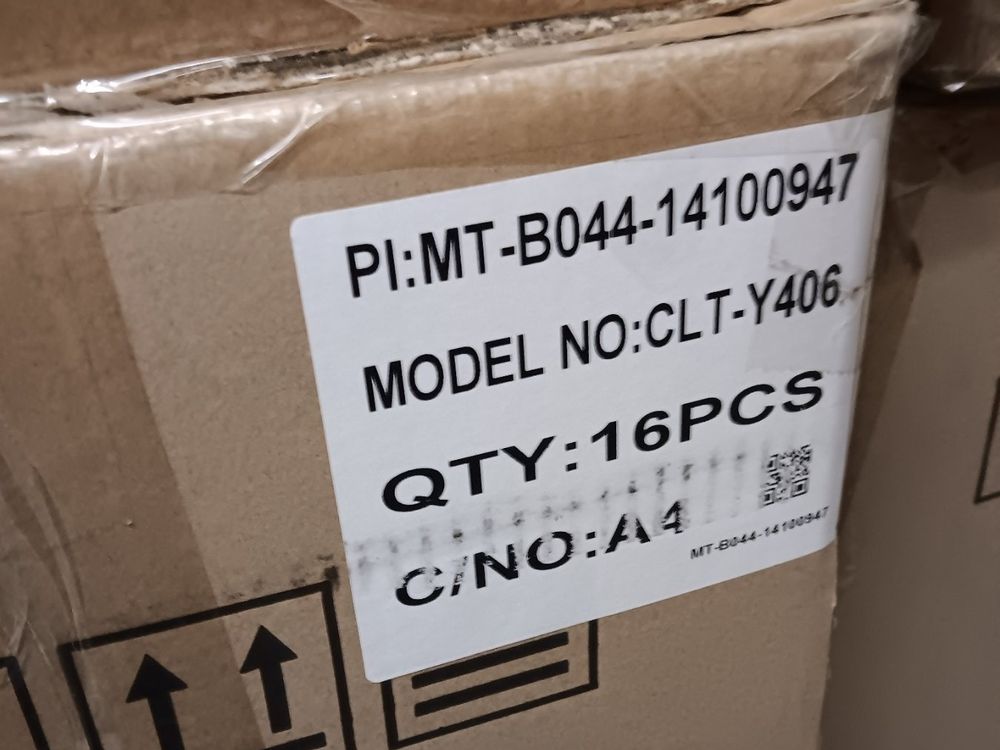 PI:MT-B044-14100947
MODEL NO:CLT-Y406
QTY:16PCS
C/NO:A4
MT-B044-14100947